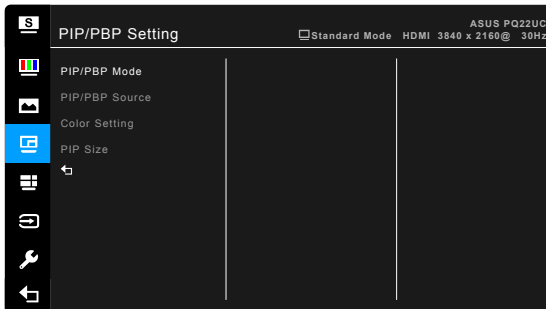 S
PIP/PBP Setting
ASUS PQ22UC
Standard Mode HDMI 3840 x 2160@ 30Hz
PIP/PBP Mode
PIP/PBP Source
Color Setting
PIP Size